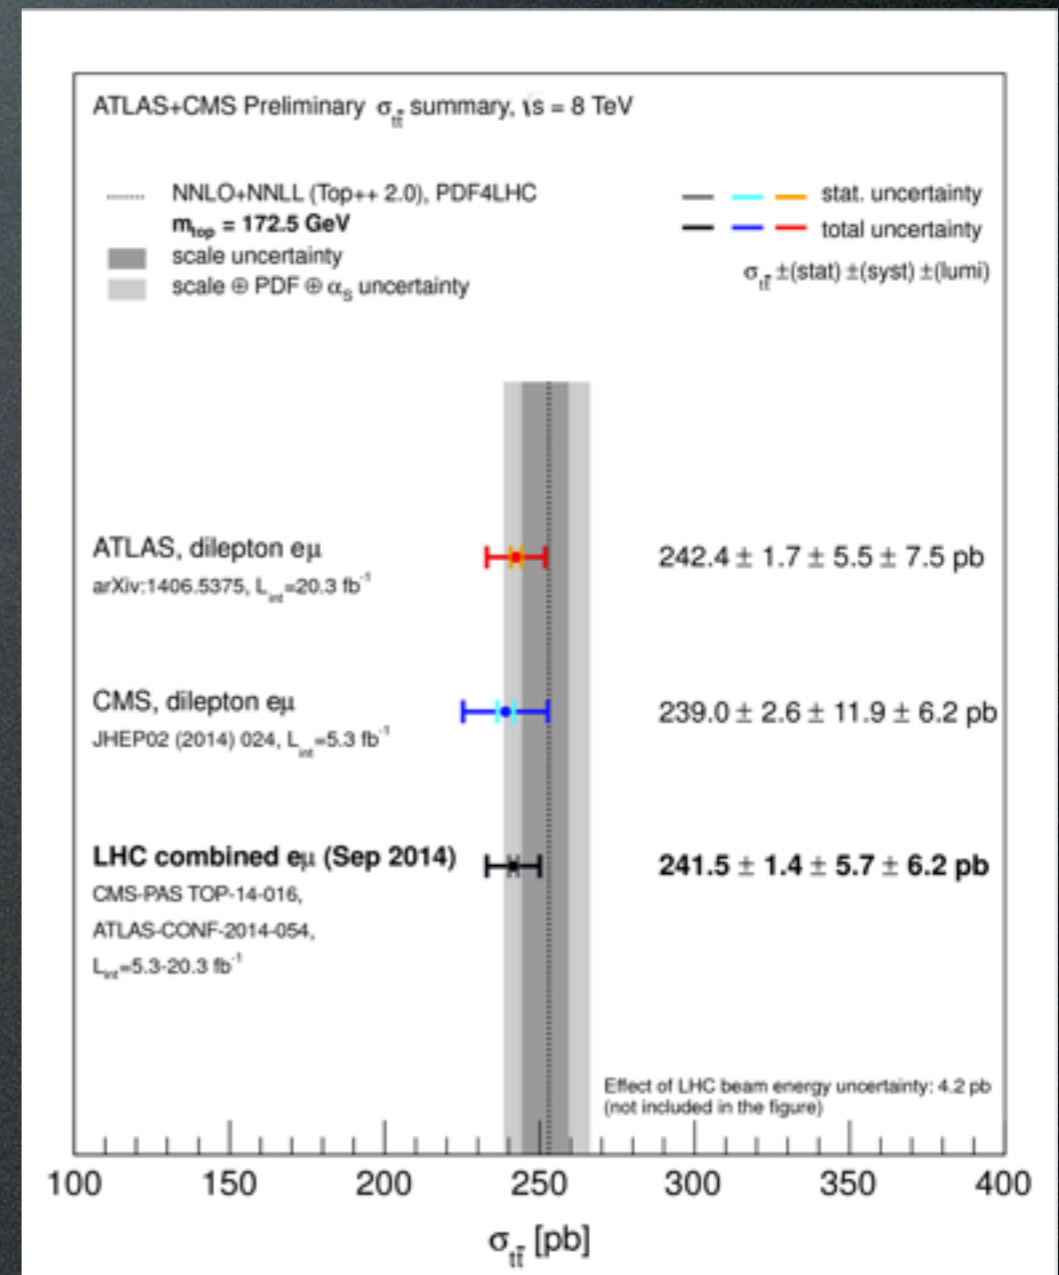 ATLAS+CMS Preliminary σtt̄ summary, √s = 8 TeV
NNLO+NNLL (Top++ 2.0), PDF4LHC
mtop = 172.5 GeV
scale uncertainty
scale ⊕ PDF ⊕ αS uncertainty
stat. uncertainty
total uncertainty
σtt̄ ±(stat) ±(syst) ±(lumi)
ATLAS, dilepton eμ
242.4 ± 1.7 ± 5.5 ± 7.5 pb
arXiv:1406.5375, Lint=20.3 fb⁻¹
CMS, dilepton eμ
239.0 ± 2.6 ± 11.9 ± 6.2 pb
JHEP02 (2014) 024, Lint=5.3 fb⁻¹
LHC combined eμ (Sep 2014)
241.5 ± 1.4 ± 5.7 ± 6.2 pb
CMS-PAS TOP-14-016,
ATLAS-CONF-2014-054,
Lint=5.3-20.3 fb⁻¹
Effect of LHC beam energy uncertainty: 4.2 pb
(not included in the figure)
100 150 200 250 300 350 400
σtt̄ [pb]